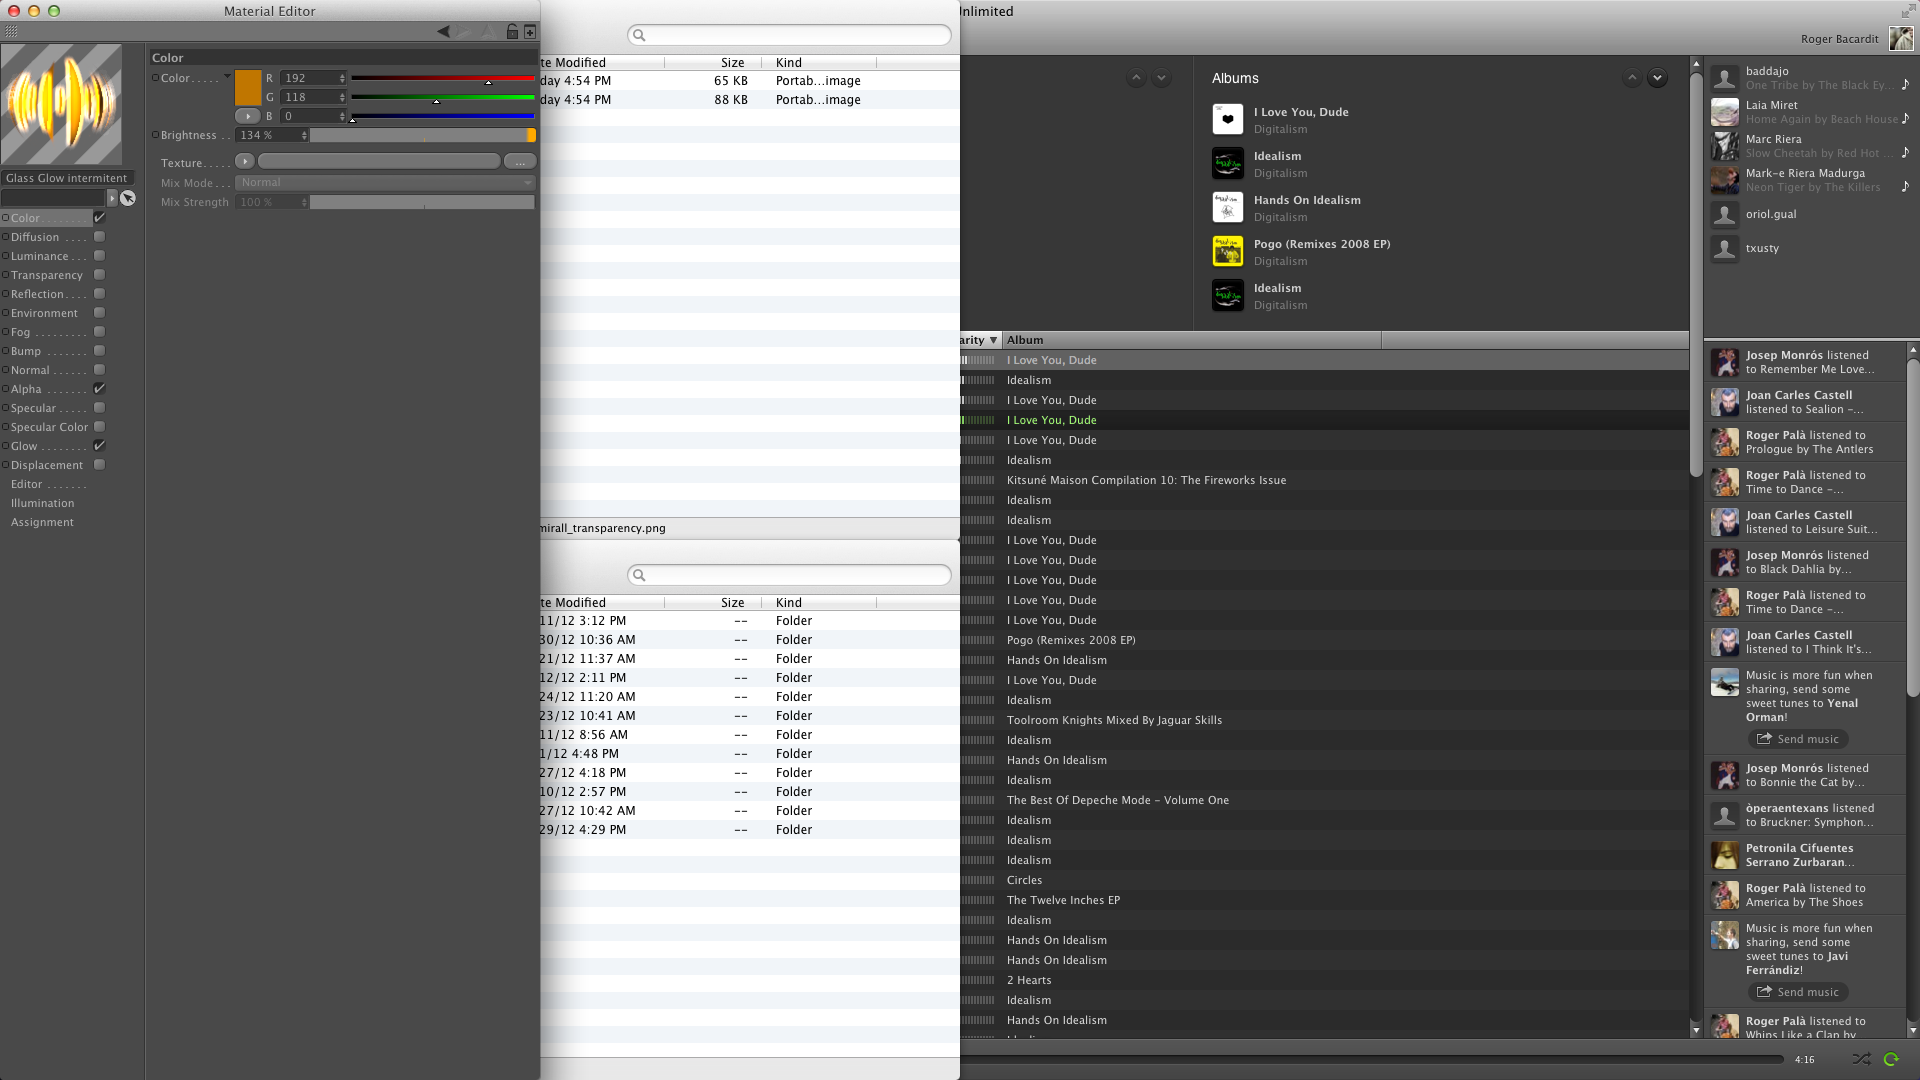 Material Editor
Color
Color.....
R 192
G 118
B 0
Brightness .. 134 %
Texture..... ...
Mix Mode... Normal
Mix Strength 100 %
Glass Glow intermitent
Color........
Diffusion ....
Luminance ...
Transparency
Reflection....
Environment
Fog ........
Bump ......
Normal .....
Alpha .......
Specular .....
Specular Color
Glow ........
Displacement
Editor .......
Illumination
Assignment
te Modified Size Kind
day 4:54 PM 65 KB Portab...image
day 4:54 PM 88 KB Portab...image
mirall_transparency.png
te Modified Size Kind
11/12 3:12 PM -- Folder
30/12 10:36 AM -- Folder
21/12 11:37 AM -- Folder
12/12 2:11 PM -- Folder
24/12 11:20 AM -- Folder
23/12 10:41 AM -- Folder
11/12 8:56 AM -- Folder
1/12 4:48 PM -- Folder
27/12 4:18 PM -- Folder
10/12 2:57 PM -- Folder
27/12 10:42 AM -- Folder
29/12 4:29 PM -- Folder
Unlimited
Roger Bacardit
Albums
I Love You, Dude
Digitalism
Idealism
Digitalism
Hands On Idealism
Digitalism
Pogo (Remixes 2008 EP)
Digitalism
Idealism
Digitalism
arity Album
I Love You, Dude
Idealism
I Love You, Dude
I Love You, Dude
I Love You, Dude
Idealism
Kitsuné Maison Compilation 10: The Fireworks Issue
Idealism
Idealism
I Love You, Dude
I Love You, Dude
I Love You, Dude
I Love You, Dude
I Love You, Dude
Pogo (Remixes 2008 EP)
Hands On Idealism
I Love You, Dude
Idealism
Toolroom Knights Mixed By Jaguar Skills
Idealism
Hands On Idealism
Idealism
The Best Of Depeche Mode – Volume One
Idealism
Idealism
Idealism
Circles
The Twelve Inches EP
Idealism
Hands On Idealism
Hands On Idealism
2 Hearts
Idealism
Hands On Idealism
baddajo
One Tribe by The Black Ey...
Laia Miret
Home Again by Beach House
Marc Riera
Slow Cheetah by Red Hot ...
Mark-e Riera Madurga
Neon Tiger by The Killers
oriol.gual
txusty
Josep Monrós listened
to Remember Me Love...
Joan Carles Castell
listened to Sealion –...
Roger Palà listened to
Prologue by The Antlers
Roger Palà listened to
Time to Dance –...
Joan Carles Castell
listened to Leisure Suit...
Josep Monrós listened
to Black Dahlia by...
Roger Palà listened to
Time to Dance –...
Joan Carles Castell
listened to I Think It's...
Music is more fun when
sharing, send some
sweet tunes to Yenal
Orman!
Send music
Josep Monrós listened
to Bonnie the Cat by...
òperaentexans listened
to Bruckner: Symphon...
Petronila Cifuentes
Serrano Zurbaran...
Roger Palà listened to
America by The Shoes
Music is more fun when
sharing, send some
sweet tunes to Javi
Ferrándiz!
Send music
Roger Palà listened to
Whips Like a Clap by
4:16